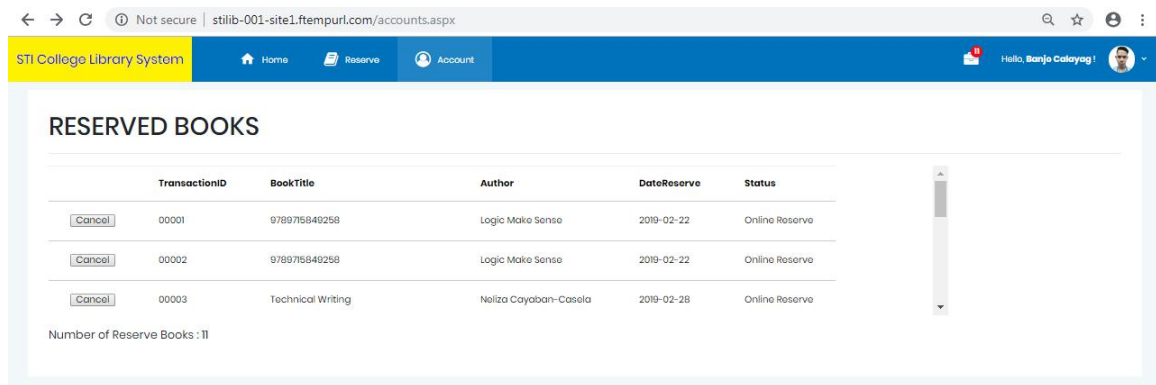 Not secure | stilib-001-site1.ftempurl.com/accounts.aspx
STI College Library System Home Reserve Account 11 Hello, Banjo Calayag !
RESERVED BOOKS
TransactionID BookTitle Author DateReserve Status
Cancel 00001 9789715849258 Logic Make Sense 2019-02-22 Online Reserve
Cancel 00002 9789715849258 Logic Make Sense 2019-02-22 Online Reserve
Cancel 00003 Technical Writing Neliza Cayaban-Casela 2019-02-28 Online Reserve
Number of Reserve Books : 11